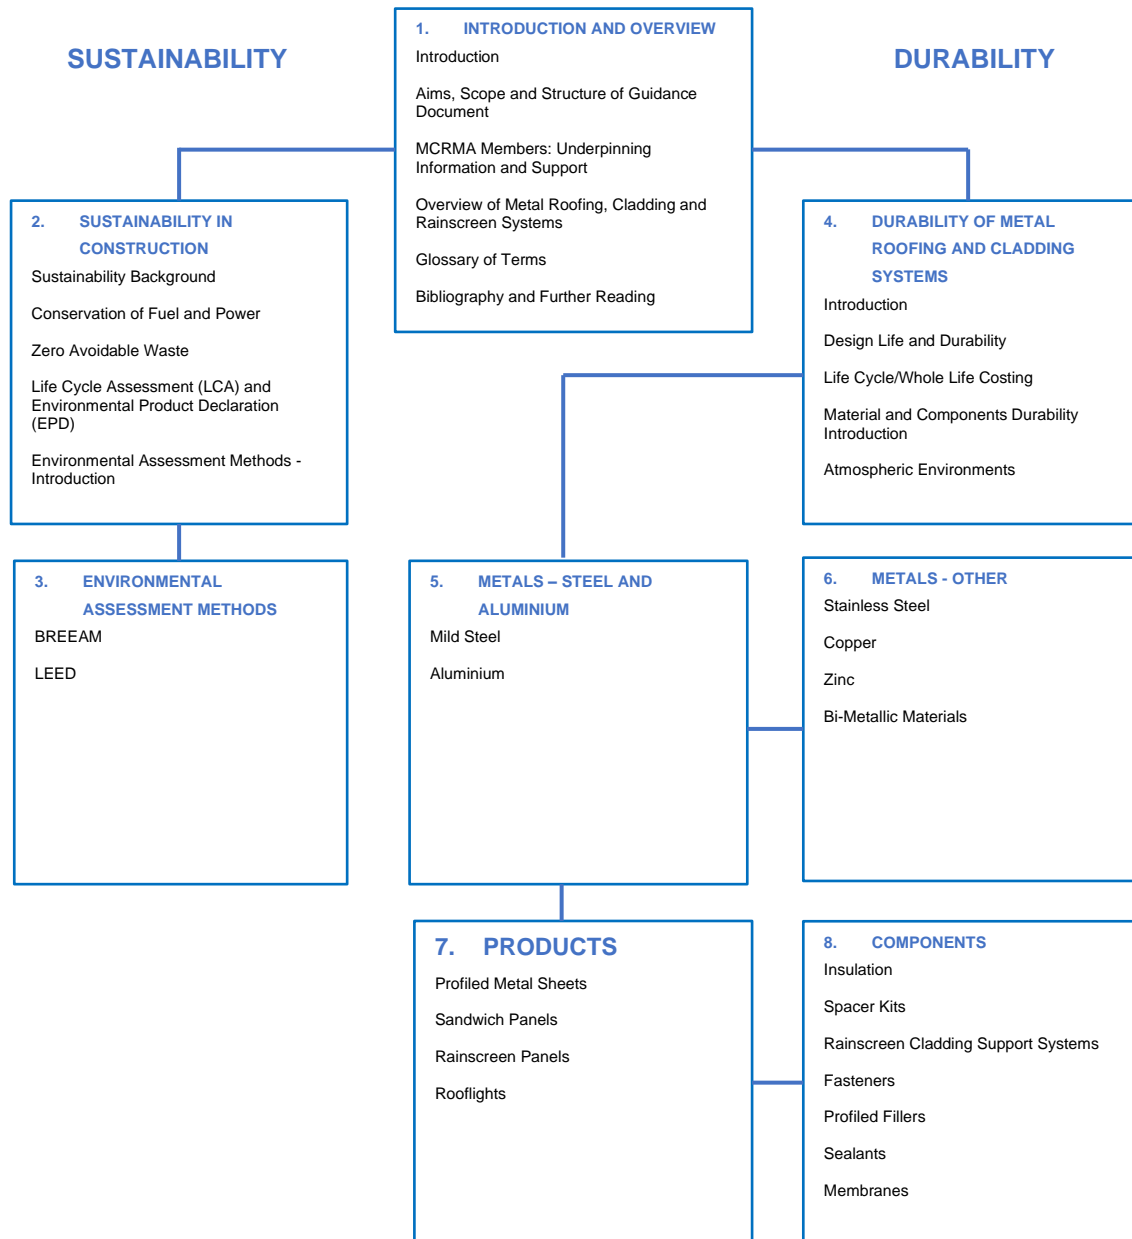 SUSTAINABILITY
DURABILITY
1. INTRODUCTION AND OVERVIEW
Introduction
Aims, Scope and Structure of Guidance
Document
MCRMA Members: Underpinning
Information and Support
Overview of Metal Roofing, Cladding and
Rainscreen Systems
Glossary of Terms
Bibliography and Further Reading
2. SUSTAINABILITY IN
CONSTRUCTION
Sustainability Background
Conservation of Fuel and Power
Zero Avoidable Waste
Life Cycle Assessment (LCA) and
Environmental Product Declaration
(EPD)
Environmental Assessment Methods -
Introduction
4. DURABILITY OF METAL
ROOFING AND CLADDING
SYSTEMS
Introduction
Design Life and Durability
Life Cycle/Whole Life Costing
Material and Components Durability
Introduction
Atmospheric Environments
3. ENVIRONMENTAL
ASSESSMENT METHODS
BREEAM
LEED
5. METALS – STEEL AND
ALUMINIUM
Mild Steel
Aluminium
6. METALS - OTHER
Stainless Steel
Copper
Zinc
Bi-Metallic Materials
7. PRODUCTS
Profiled Metal Sheets
Sandwich Panels
Rainscreen Panels
Rooflights
8. COMPONENTS
Insulation
Spacer Kits
Rainscreen Cladding Support Systems
Fasteners
Profiled Fillers
Sealants
Membranes